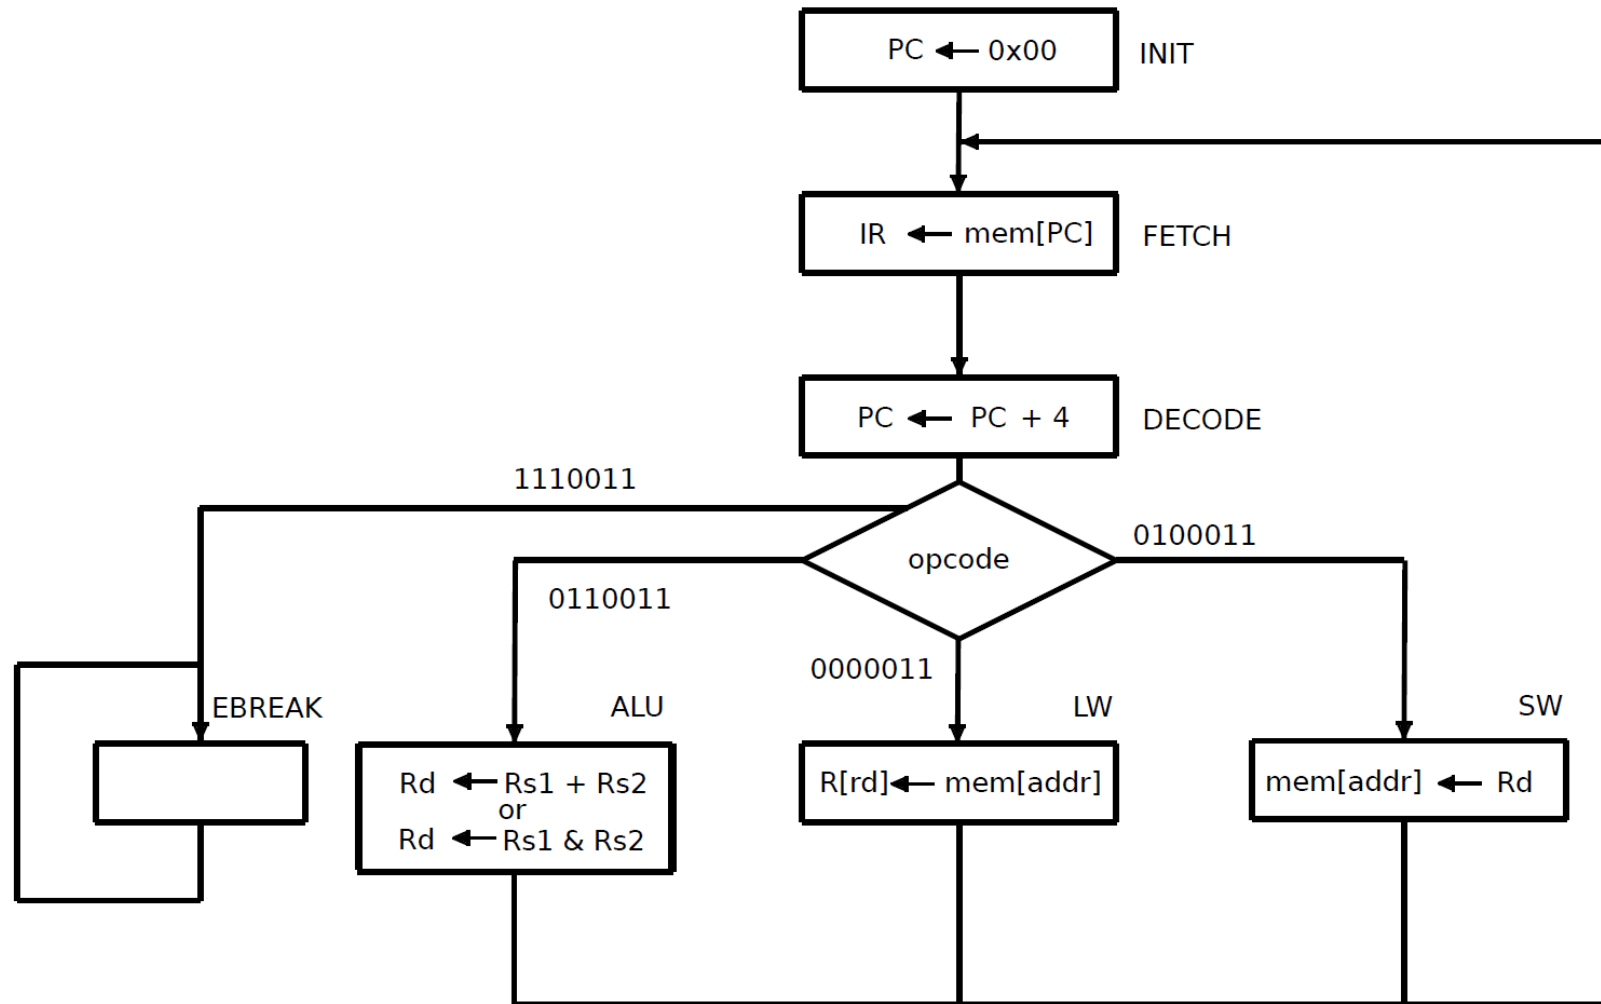 PC ← 0x00
INIT
IR ← mem[PC]
FETCH
PC ← PC + 4
DECODE
1110011
opcode
0100011
0110011
0000011
EBREAK
ALU
LW
SW
Rd ← Rs1 + Rs2
or
Rd ← Rs1 & Rs2
R[rd] ← mem[addr]
mem[addr] ← Rd